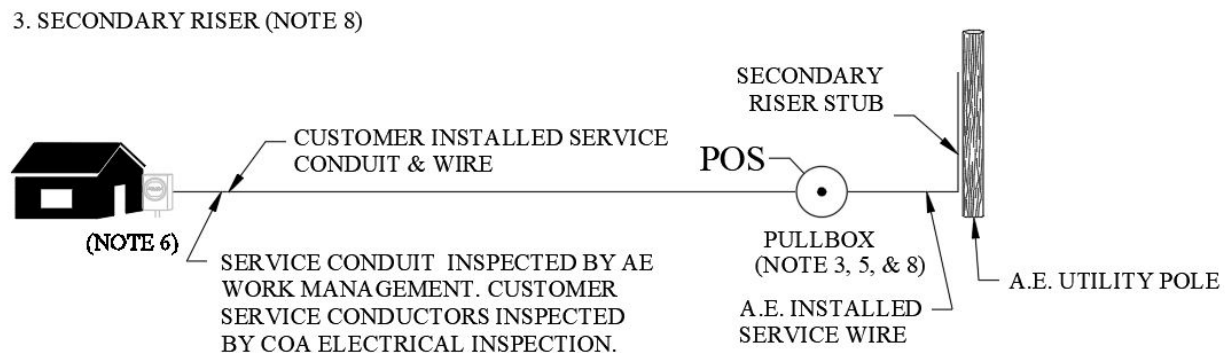 3. SECONDARY RISER (NOTE 8)
SECONDARY
RISER STUB
CUSTOMER INSTALLED SERVICE
CONDUIT & WIRE
POS
(NOTE 6)
SERVICE CONDUIT INSPECTED BY AE
WORK MANAGEMENT. CUSTOMER
SERVICE CONDUCTORS INSPECTED
BY COA ELECTRICAL INSPECTION.
PULLBOX
(NOTE 3, 5, & 8)
A.E. INSTALLED
SERVICE WIRE
A.E. UTILITY POLE